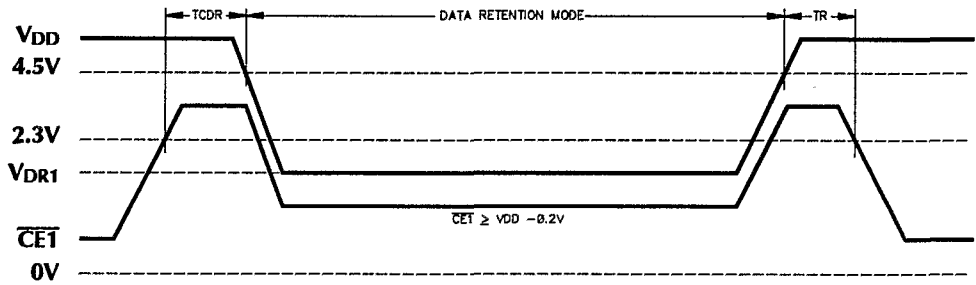 TCDR DATA RETENTION MODE TR
VDD
4.5V
2.3V
VDR1
CE1 ≥ VDD -0.2V
CE1
0V